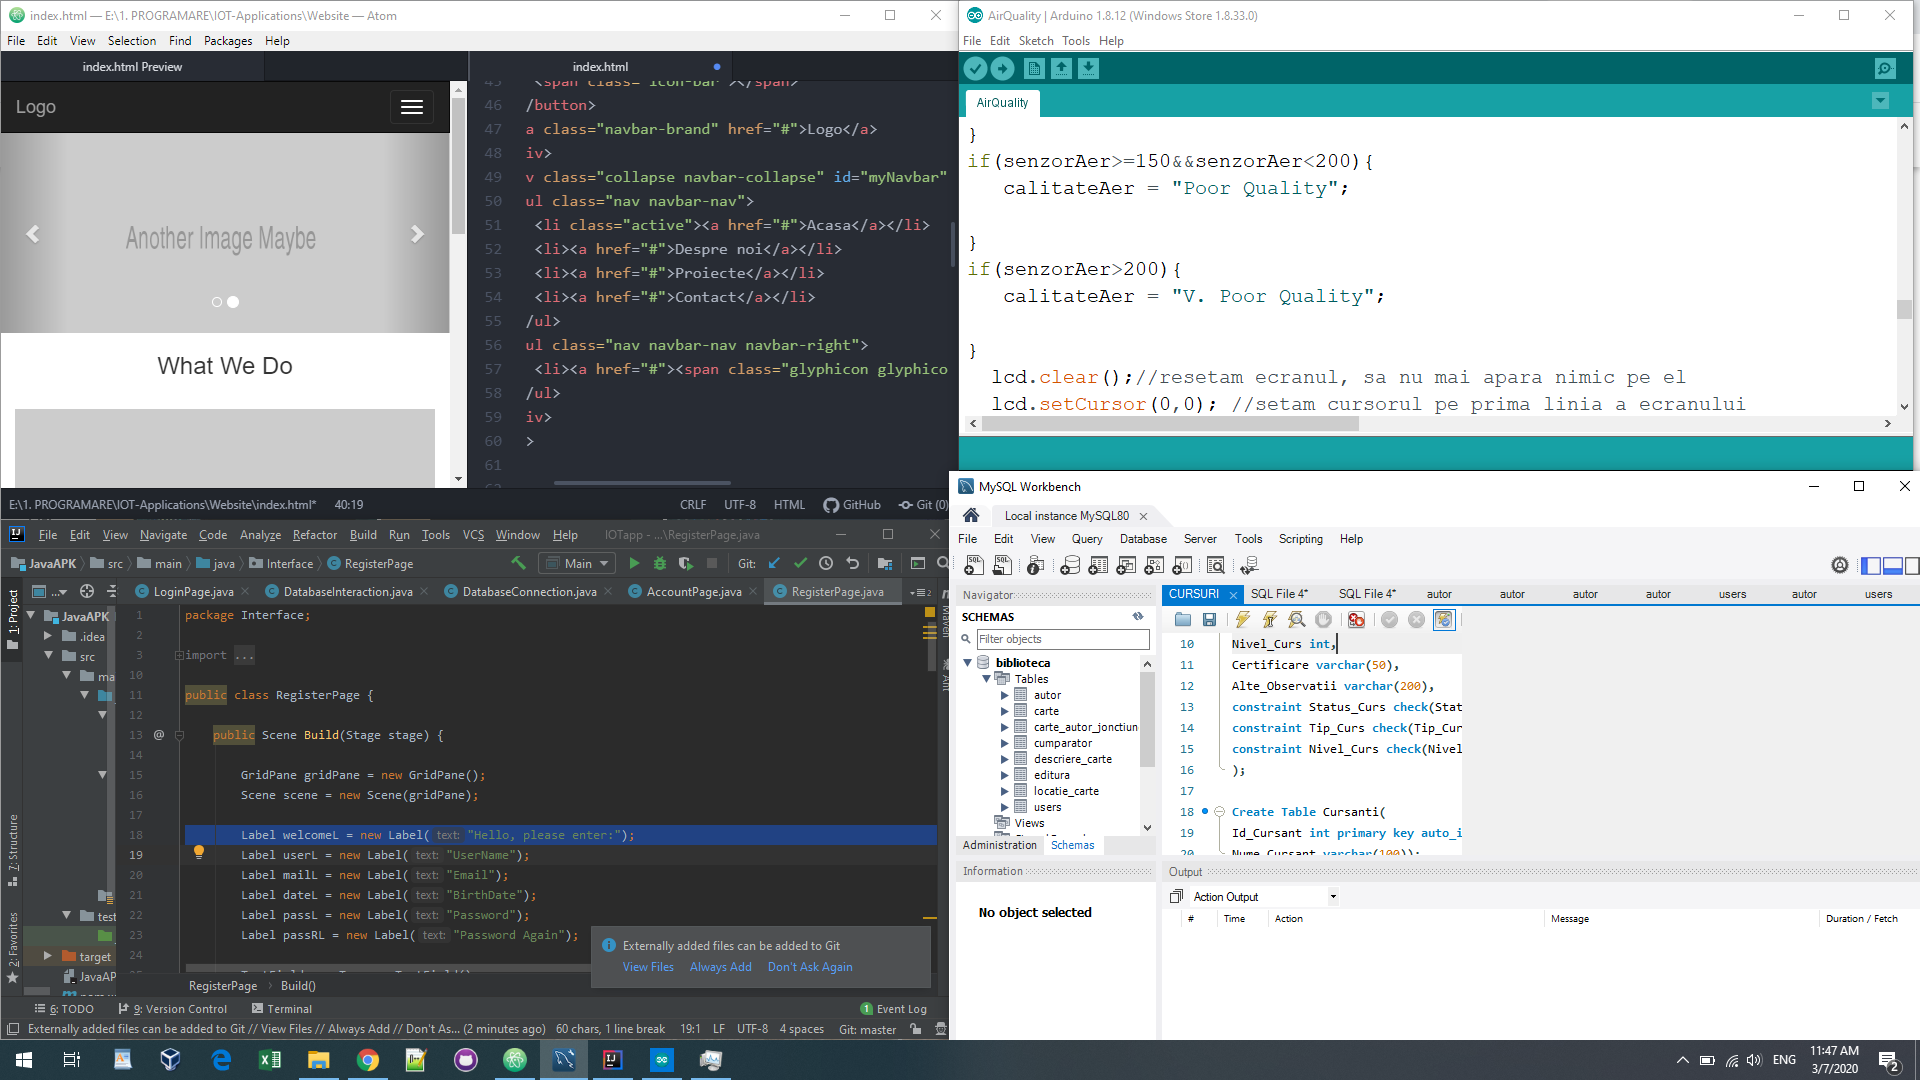 index.html — E:\1. PROGRAMARE\IOT-Applications\Website — Atom
File Edit View Selection Find Packages Help
index.html Preview
index.html
Logo
Another Image Maybe
What We Do
45 <span class="icon-bar"></span>
46 /button>
47 a class="navbar-brand" href="#">Logo</a>
48 iv>
49 v class="collapse navbar-collapse" id="myNavbar"
50 ul class="nav navbar-nav">
51 <li class="active"><a href="#">Acasa</a></li>
52 <li><a href="#">Despre noi</a></li>
53 <li><a href="#">Proiecte</a></li>
54 <li><a href="#">Contact</a></li>
55 /ul>
56 ul class="nav navbar-nav navbar-right">
57 <li><a href="#"><span class="glyphicon glyphico
58 /ul>
59 iv>
60 >
61
E:\1. PROGRAMARE\IOT-Applications\Website\index.html* 40:19 CRLF UTF-8 HTML GitHub Git (0)
AirQuality | Arduino 1.8.12 (Windows Store 1.8.33.0)
File Edit Sketch Tools Help
AirQuality
}
if(senzorAer>=150&&senzorAer<200){
calitateAer = "Poor Quality";
}
if(senzorAer>200){
calitateAer = "V. Poor Quality";
}
lcd.clear();//resetam ecranul, sa nu mai apara nimic pe el
lcd.setCursor(0,0); //setam cursorul pe prima linia a ecranului
File Edit View Navigate Code Analyze Refactor Build Run Tools VCS Window Help IOTapp - ...\RegisterPage.java
JavaAPK src main java Interface RegisterPage Main Git:
1: Project
7: Structure
2: Favorites
Maven
Ant
LoginPage.java DatabaseInteraction.java DatabaseConnection.java AccountPage.java RegisterPage.java
JavaAPK
.idea
src
ma
test
target
JavaAP
1 package Interface;
2
3 import ...
10
11 public class RegisterPage {
12
13 @ public Scene Build(Stage stage) {
14
15 GridPane gridPane = new GridPane();
16 Scene scene = new Scene(gridPane);
17
18 Label welcomeL = new Label( text: "Hello, please enter:");
19 Label userL = new Label( text: "UserName");
20 Label mailL = new Label( text: "Email");
21 Label dateL = new Label( text: "BirthDate");
22 Label passL = new Label( text: "Password");
23 Label passRL = new Label( text: "Password Again");
24
Externally added files can be added to Git
View Files Always Add Don't Ask Again
RegisterPage Build()
6: TODO 9: Version Control Terminal 1 Event Log
Externally added files can be added to Git // View Files // Always Add // Don't As... (2 minutes ago) 60 chars, 1 line break 19:1 LF UTF-8 4 spaces Git: master
MySQL Workbench
Local instance MySQL80
File Edit View Query Database Server Tools Scripting Help
Navigator
SCHEMAS
Filter objects
biblioteca
Tables
autor
carte
carte_autor_jonctiun
cumparator
descriere_carte
editura
locatie_carte
users
Views
Administration Schemas
Information
No object selected
CURSURI SQL File 4* SQL File 4* autor autor autor autor users autor users
10 Nivel_Curs int,
11 Certificare varchar(50),
12 Alte_Observatii varchar(200),
13 constraint Status_Curs check(Stat
14 constraint Tip_Curs check(Tip_Cur
15 constraint Nivel_Curs check(Nivel
16 );
17
18 Create Table Cursanti(
19 Id_Cursant int primary key auto_i
20 Nume_Cursant varchar(100));
Output
Action Output
# Time Action Message Duration / Fetch
ENG
11:47 AM
3/7/2020
2